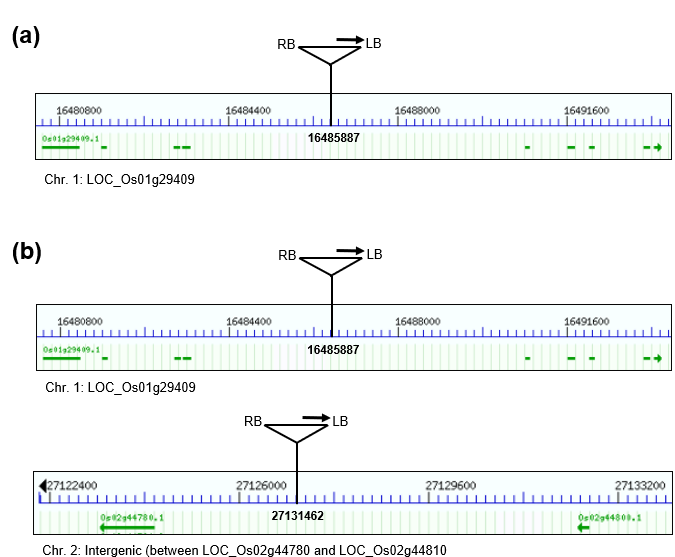 (a)
RB LB
16480800 16484400 16488000 16491600
16485887
Os01g29409.1
Chr. 1: LOC_Os01g29409
(b)
RB LB
16480800 16484400 16488000 16491600
16485887
Os01g29409.1
Chr. 1: LOC_Os01g29409
RB LB
27122400 27126000 27129600 27133200
27131462
Os02g44780.1 Os02g44808.1
Chr. 2: Intergenic (between LOC_Os02g44780 and LOC_Os02g44810